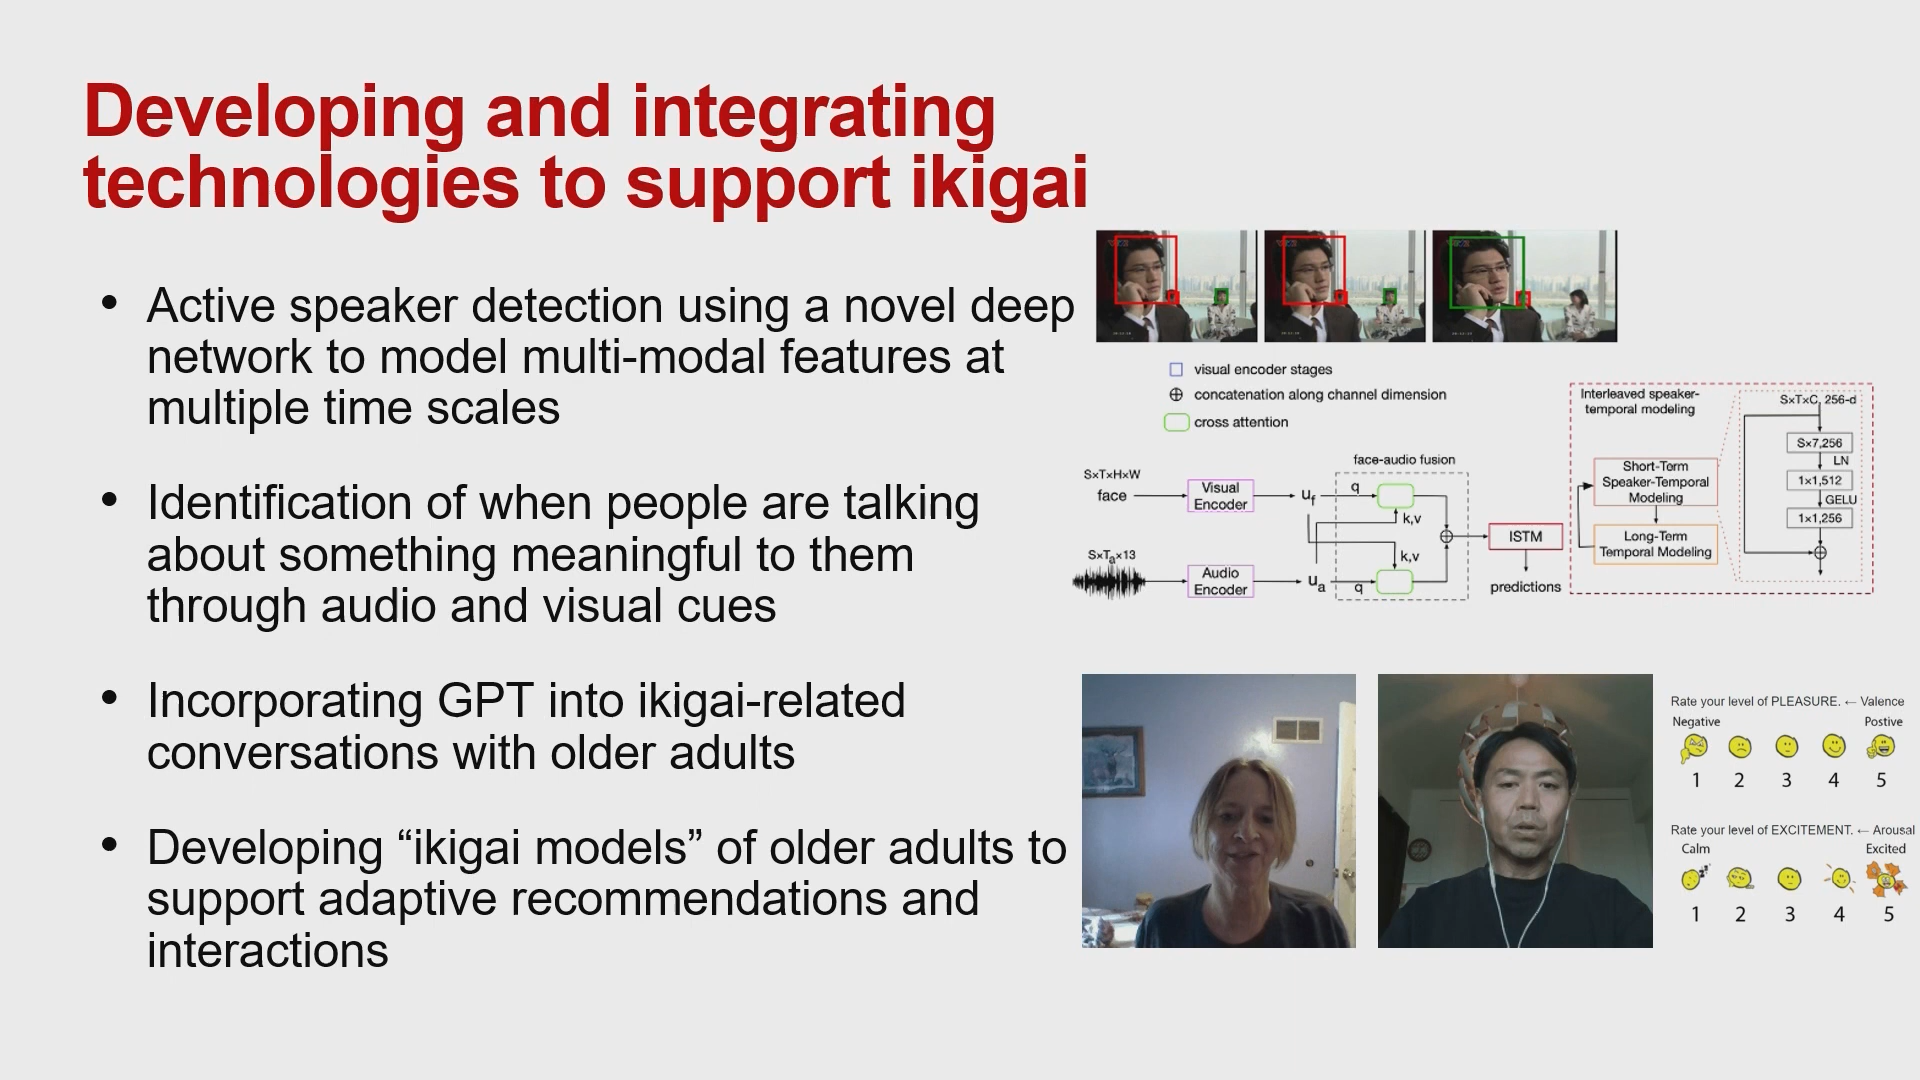 Developing and integrating
technologies to support ikigai
• Active speaker detection using a novel deep
network to model multi-modal features at
multiple time scales
• Identification of when people are talking
about something meaningful to them
through audio and visual cues
• Incorporating GPT into ikigai-related
conversations with older adults
• Developing “ikigai models” of older adults to
support adaptive recommendations and
interactions
visual encoder stages
concatenation along channel dimension
cross attention
S×T×H×W
face
Visual
Encoder
u_f
face-audio fusion
q
k,v
k,v
S×T_a×13
Audio
Encoder
u_a
q
ISTM
predictions
Interleaved speaker-
temporal modeling
Short-Term
Speaker-Temporal
Modeling
Long-Term
Temporal Modeling
S×T×C, 256-d
S×7,256
LN
1×1,512
GELU
1×1,256
Rate your level of PLEASURE. ← Valence
Negative Postive
1 2 3 4 5
Rate your level of EXCITEMENT. ← Arousal
Calm Excited
1 2 3 4 5